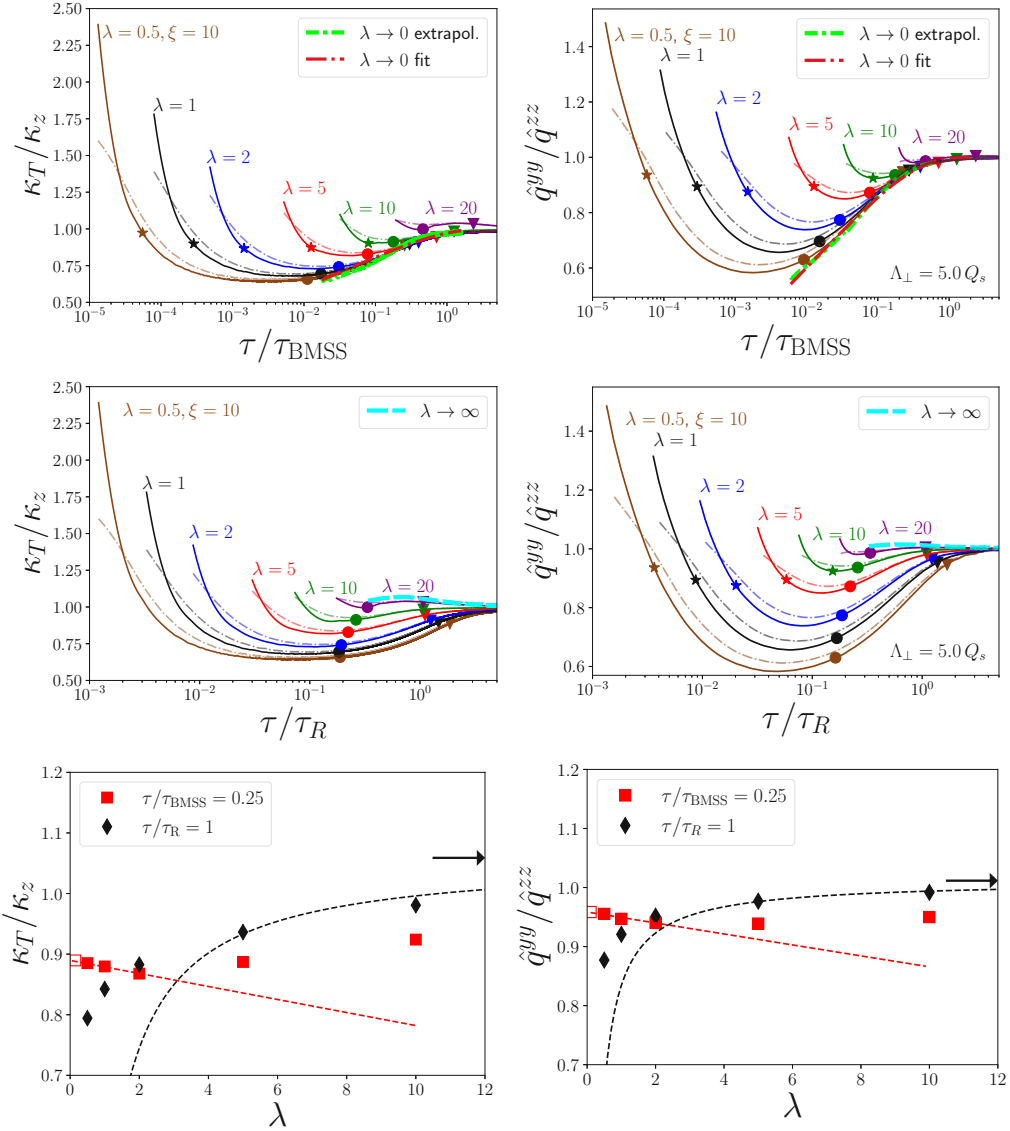 κ_T/κ_z
2.50
2.25
2.00
1.75
1.50
1.25
1.00
0.75
0.50
λ = 0.5, ξ = 10
λ = 1
λ = 2
λ = 5
λ = 10
λ = 20
λ → 0 extrapol.
λ → 0 fit
10⁻⁵ 10⁻⁴ 10⁻³ 10⁻² 10⁻¹ 10⁰
τ/τ_BMSS
q̂^{yy}/q̂^{zz}
1.4
1.2
1.0
0.8
0.6
λ = 0.5, ξ = 10
λ = 1
λ = 2
λ = 5
λ = 10
λ = 20
λ → 0 extrapol.
λ → 0 fit
Λ_⊥ = 5.0 Q_s
10⁻⁵ 10⁻⁴ 10⁻³ 10⁻² 10⁻¹ 10⁰
τ/τ_BMSS
κ_T/κ_z
2.50
2.25
2.00
1.75
1.50
1.25
1.00
0.75
0.50
λ = 0.5, ξ = 10
λ = 1
λ = 2
λ = 5
λ = 10
λ = 20
λ → ∞
10⁻³ 10⁻² 10⁻¹ 10⁰
τ/τ_R
q̂^{yy}/q̂^{zz}
1.4
1.2
1.0
0.8
0.6
λ = 0.5, ξ = 10
λ = 1
λ = 2
λ = 5
λ = 10
λ = 20
λ → ∞
Λ_⊥ = 5.0 Q_s
10⁻³ 10⁻² 10⁻¹ 10⁰
τ/τ_R
κ_T/κ_z
1.2
1.1
1.0
0.9
0.8
0.7
τ/τ_BMSS = 0.25
τ/τ_R = 1
0 2 4 6 8 10 12
λ
q̂^{yy}/q̂^{zz}
1.2
1.1
1.0
0.9
0.8
0.7
τ/τ_BMSS = 0.25
τ/τ_R = 1
0 2 4 6 8 10 12
λ